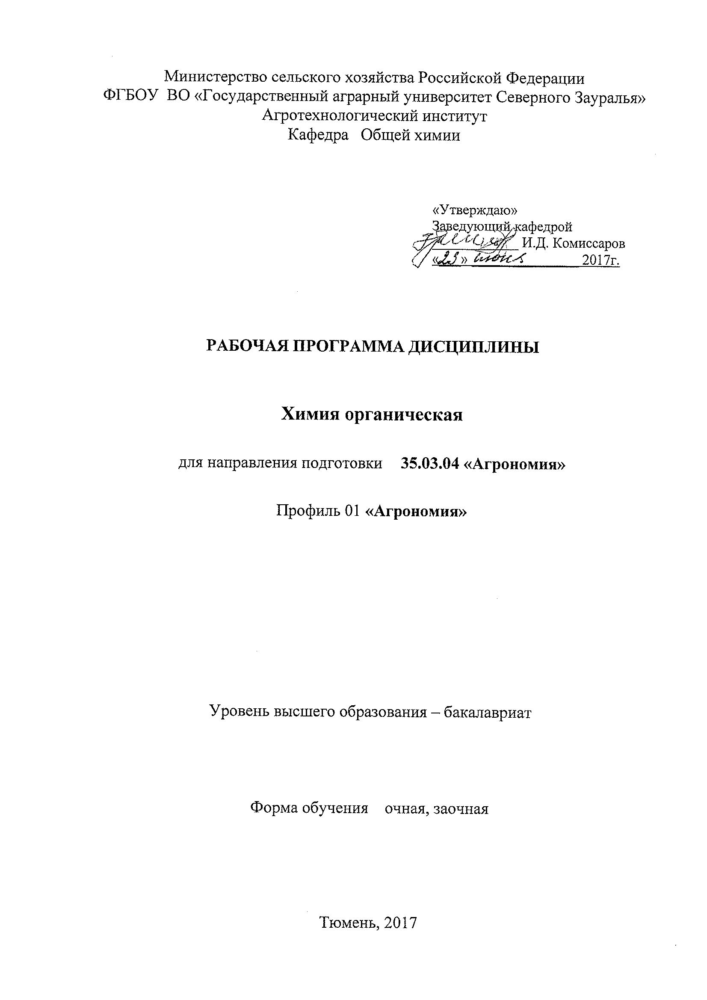 Министерство сельского хозяйства Российской Федерации
ФГБОУ ВО «Государственный аграрный университет Северного Зауралья»
Агротехнологический институт
Кафедра Общей химии
«Утверждаю»
Заведующий кафедрой
И.Д. Комиссаров
«23» июня 2017г.
РАБОЧАЯ ПРОГРАММА ДИСЦИПЛИНЫ
Химия органическая
для направления подготовки 35.03.04 «Агрономия»
Профиль 01 «Агрономия»
Уровень высшего образования – бакалавриат
Форма обучения очная, заочная
Тюмень, 2017